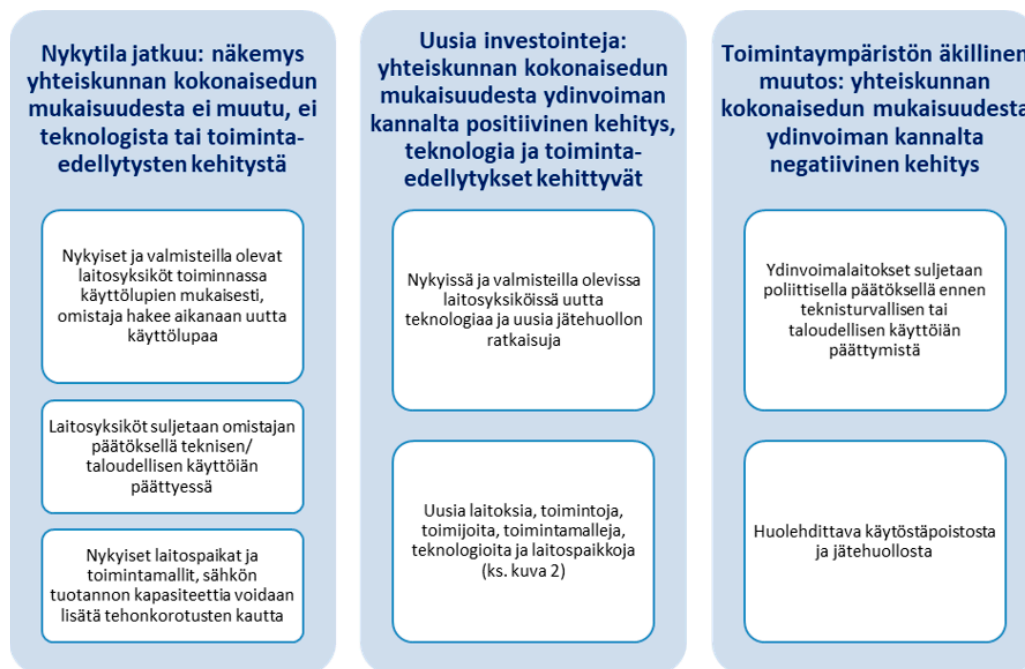 Nykytila jatkuu: näkemys
yhteiskunnan kokonaisedun
mukaisuudesta ei muutu, ei
teknologista tai toiminta-
edellytysten kehitystä
Nykyiset ja valmisteilla olevat
laitosyksiköt toiminnassa
käyttölupien mukaisesti,
omistaja hakee aikanaan uutta
käyttölupaa
Laitosyksiköt suljetaan omistajan
päätöksellä teknisen/
taloudellisen käyttöiän
päättyessä
Nykyiset laitospaikat ja
toimintamallit, sähkön
tuotannon kapasiteettia voidaan
lisätä tehonkorotusten kautta
Uusia investointeja:
yhteiskunnan kokonaisedun
mukaisuudesta ydinvoiman
kannalta positiivinen kehitys,
teknologia ja toiminta-
edellytykset kehittyvät
Nykyissä ja valmisteilla olevissa
laitosyksiköissä uutta
teknologiaa ja uusia jätehuollon
ratkaisuja
Uusia laitoksia, toimintoja,
toimijoita, toimintamalleja,
teknologioita ja laitospaikkoja
(ks. kuva 2)
Toimintaympäristön äkillinen
muutos: yhteiskunnan
kokonaisedun mukaisuudesta
ydinvoiman kannalta
negatiivinen kehitys
Ydinvoimalaitokset suljetaan
poliittisella päätöksellä ennen
teknisturvallisen tai
taloudellisen käyttöiän
päättymistä
Huolehdittava käytöstäpoistosta
ja jätehuollosta